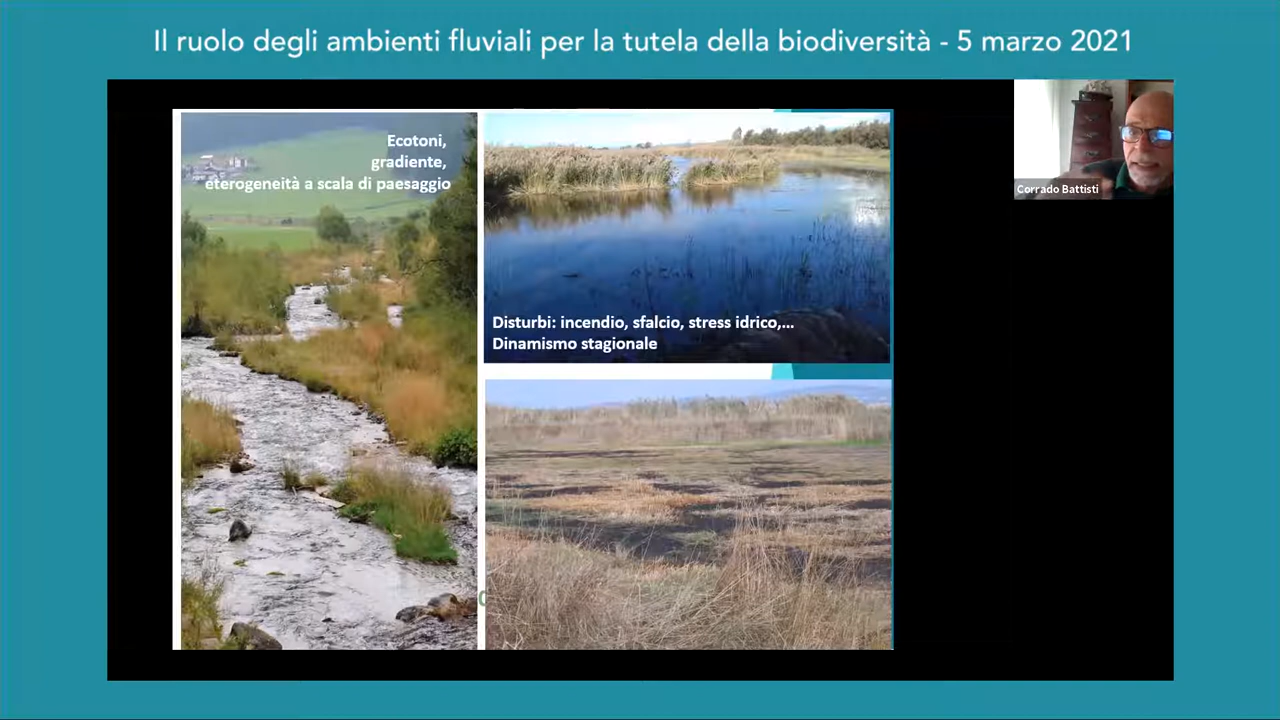 Il ruolo degli ambienti fluviali per la tutela della biodiversità - 5 marzo 2021
Ecotoni,
gradiente,
eterogeneità a scala di paesaggio
Disturbi: incendio, sfalcio, stress idrico,...
Dinamismo stagionale
Corrado Battisti